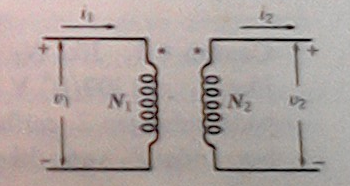 i₁ i₂
+ +
v₁ N₁ N₂ v₂
− −